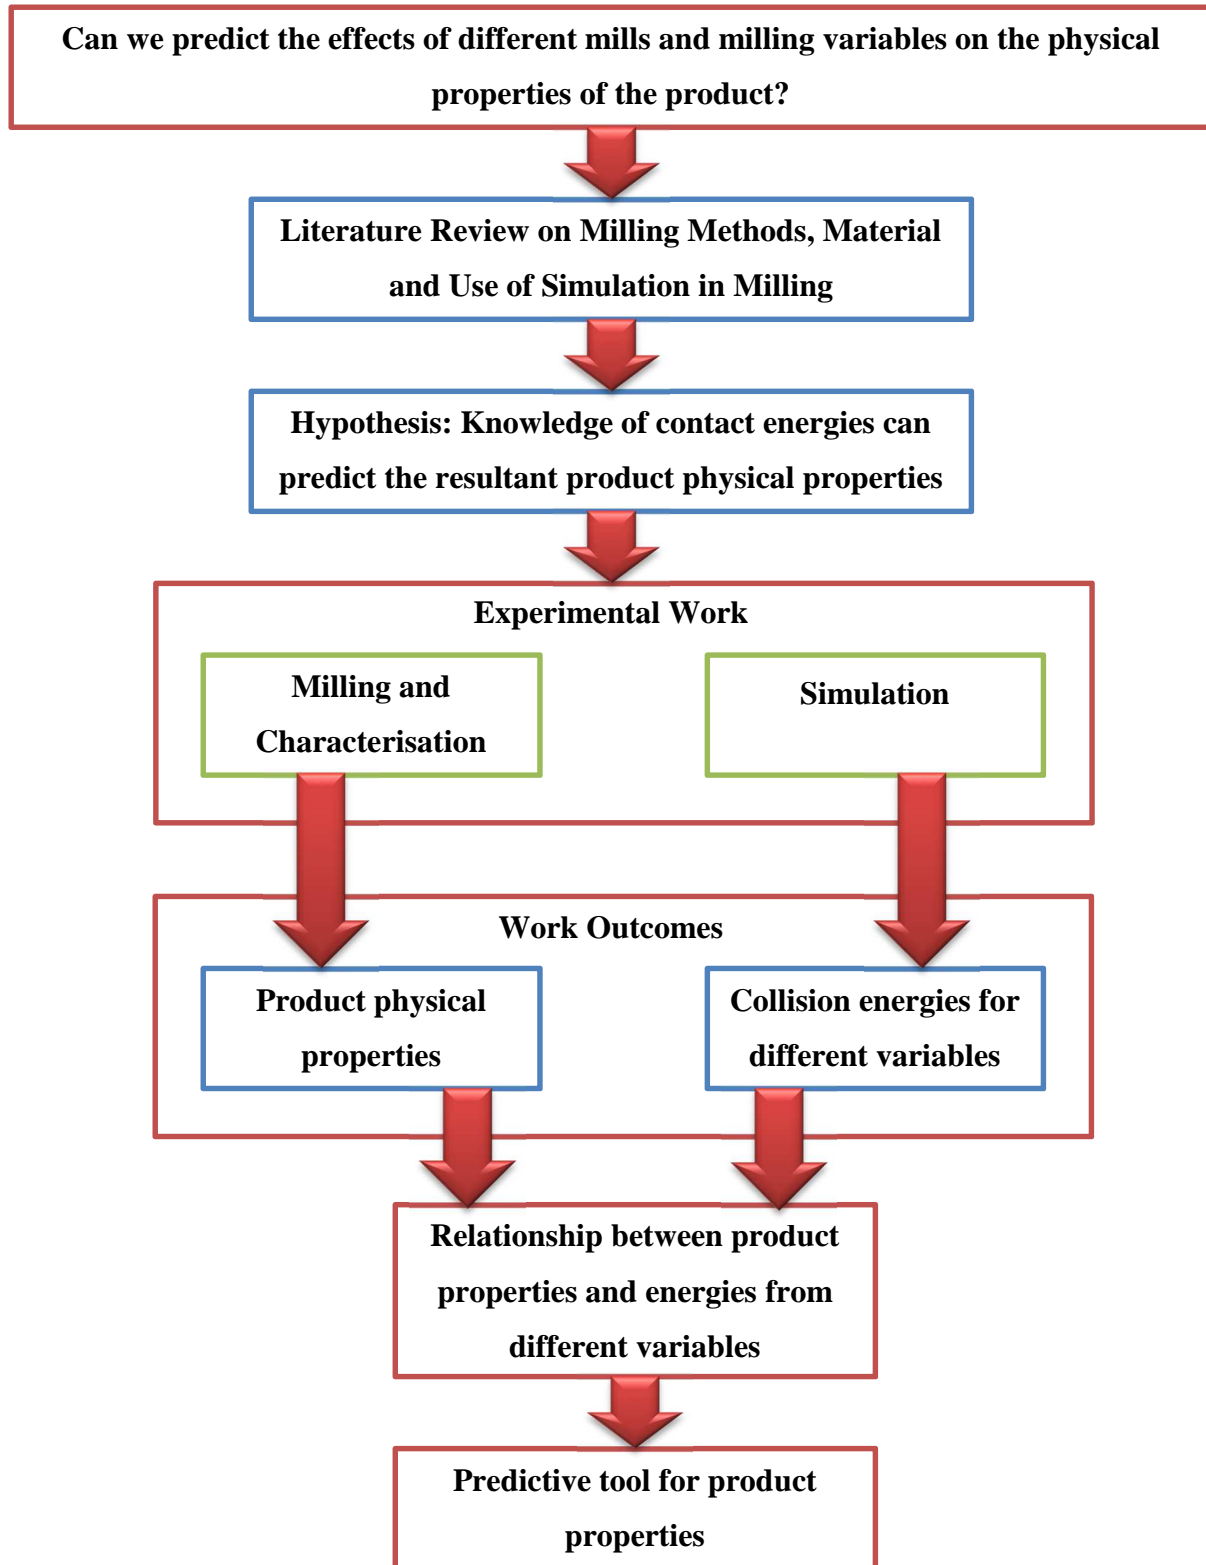 Can we predict the effects of different mills and milling variables on the physical
properties of the product?
Literature Review on Milling Methods, Material
and Use of Simulation in Milling
Hypothesis: Knowledge of contact energies can
predict the resultant product physical properties
Experimental Work
Milling and
Characterisation
Simulation
Work Outcomes
Product physical
properties
Collision energies for
different variables
Relationship between product
properties and energies from
different variables
Predictive tool for product
properties